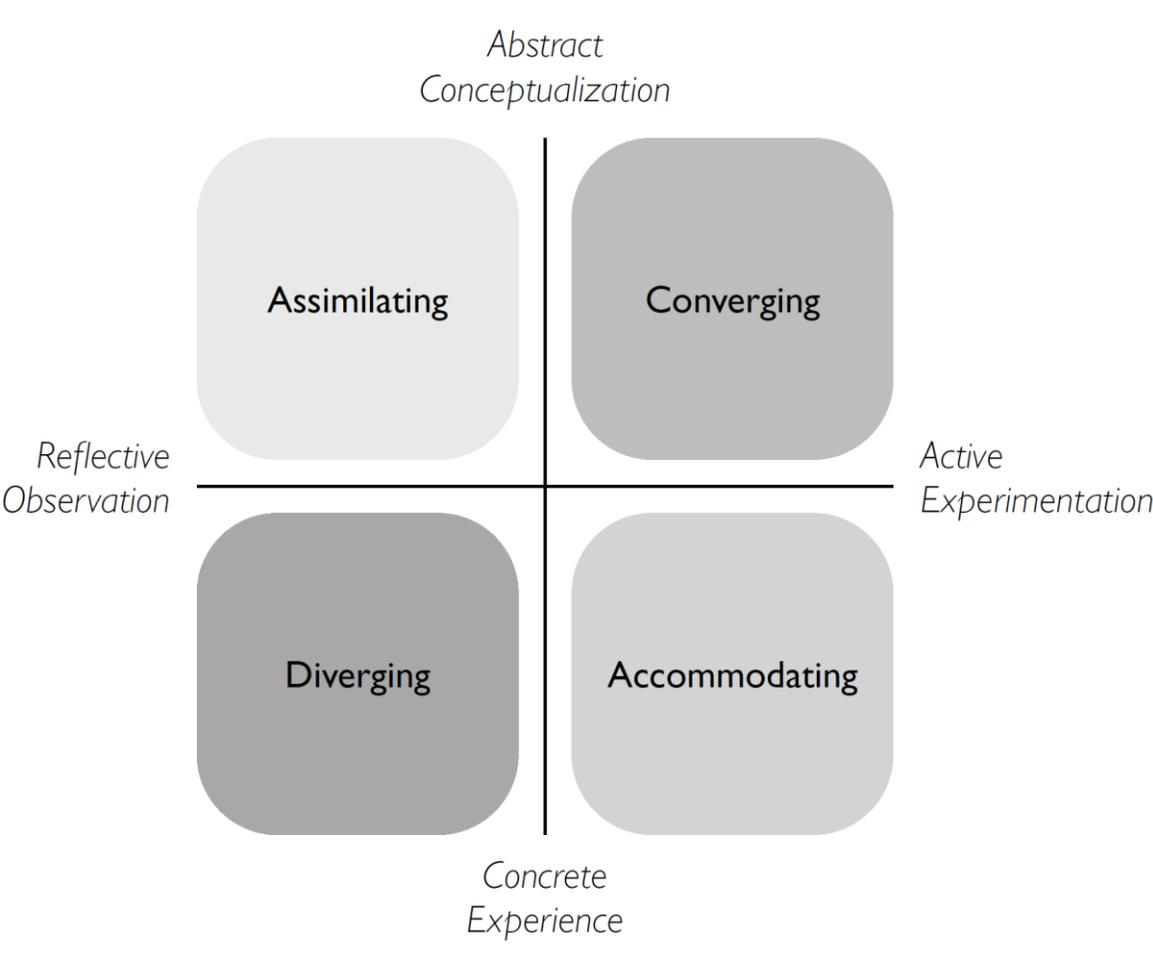 Abstract
Conceptualization
Assimilating
Converging
Reflective
Observation
Active
Experimentation
Diverging
Accommodating
Concrete
Experience